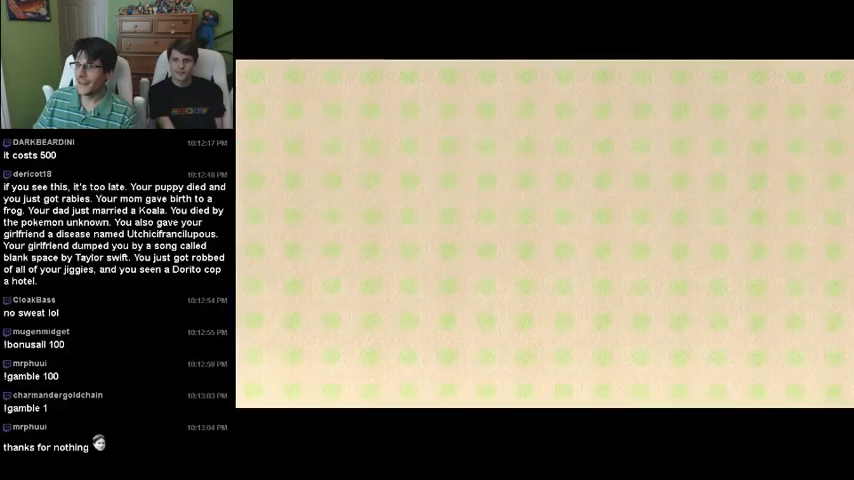 DARKBEARDINI 10:12:47 PM
it costs 500
dericot18 10:12:48 PM
if you see this, it's too late. Your puppy died and
you just got rabies. Your mom gave birth to a
frog. Your dad just married a Koala. You died by
the pokemon unknown. You also gave your
girlfriend a disease named Utchicifrancilupous.
Your girlfriend dumped you by a song called
blank space by Taylor swift. You just got robbed
of all of your jiggies, and you seen a Dorito cop
a hotel.
CloakBass 10:12:54 PM
no sweat lol
mugenmidget 10:12:55 PM
!bonusall 100
mrphuui 10:12:59 PM
!gamble 100
charmandergoldchain 10:13:03 PM
!gamble 1
mrphuui 10:13:04 PM
thanks for nothing